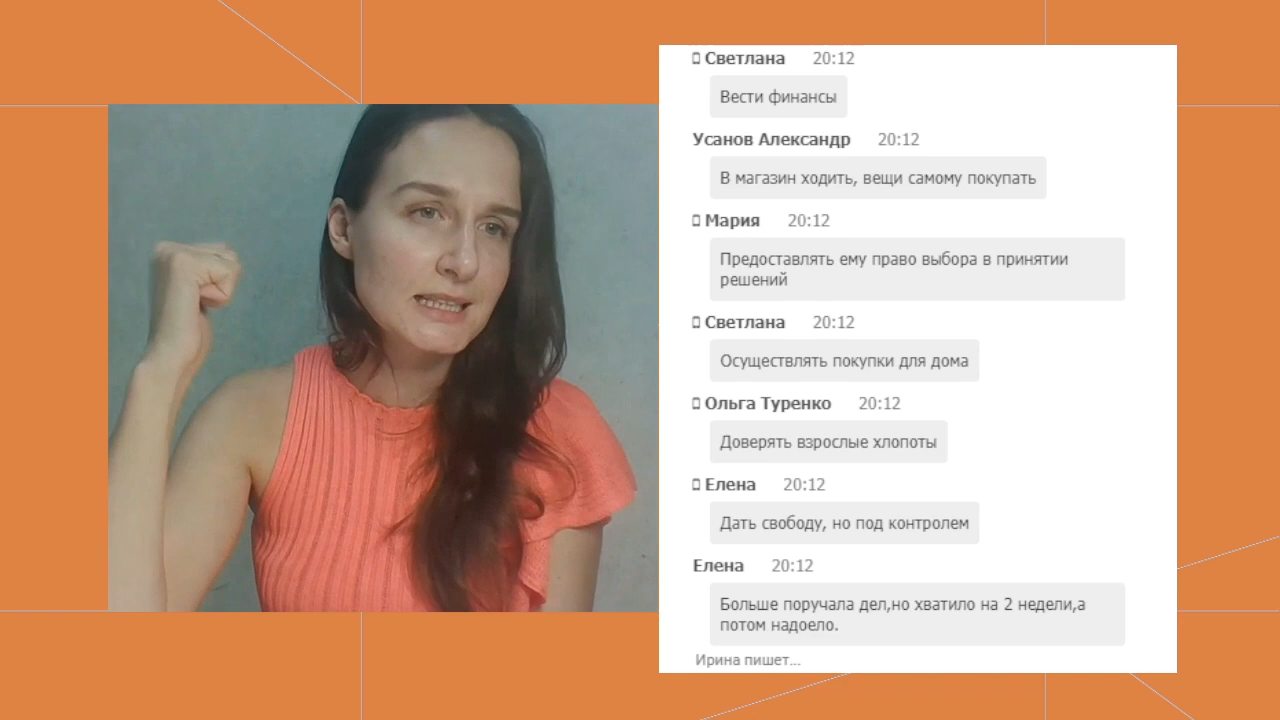 Светлана 20:12
Вести финансы
Усанов Александр 20:12
В магазин ходить, вещи самому покупать
Мария 20:12
Предоставлять ему право выбора в принятии
решений
Светлана 20:12
Осуществлять покупки для дома
Ольга Туренко 20:12
Доверять взрослые хлопоты
Елена 20:12
Дать свободу, но под контролем
Елена 20:12
Больше поручала дел,но хватило на 2 недели,а
потом надоело.
Ирина пишет...